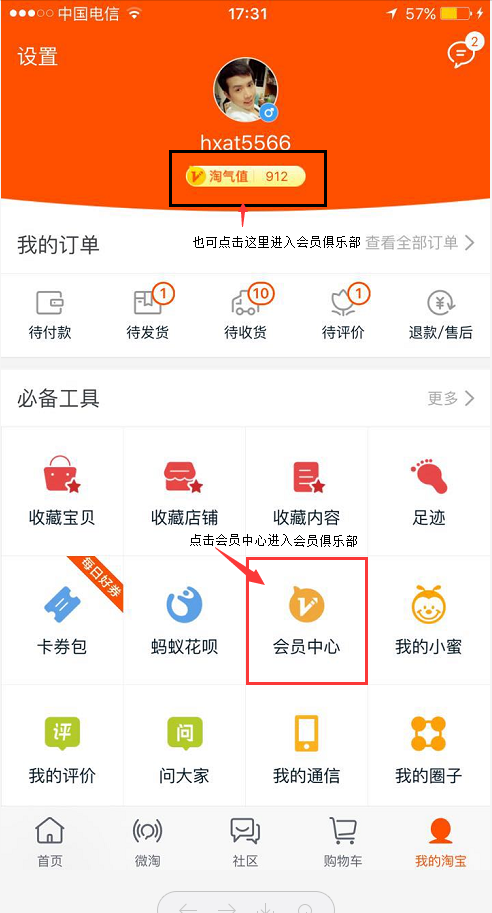 中国电信 17:31 57%
设置 2
hxat5566
淘气值 912
也可点击这里进入会员俱乐部
我的订单 查看全部订单
1 10 1
待付款 待发货 待收货 待评价 退款/售后
必备工具 更多
收藏宝贝 收藏店铺 收藏内容 足迹
点击会员中心进入会员俱乐部
每日好券
卡券包 蚂蚁花呗 会员中心 我的小蜜
评 问
我的评价 问大家 我的通信 我的圈子
首页 微淘 社区 购物车 我的淘宝